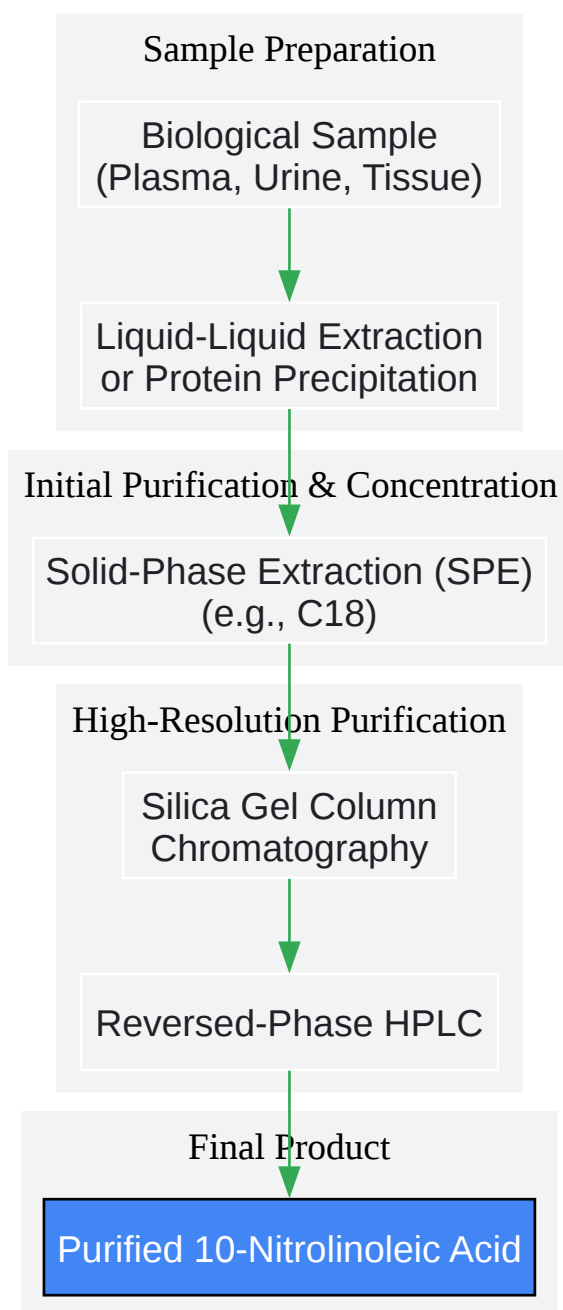 Sample Preparation
Biological Sample
(Plasma, Urine, Tissue)
Liquid-Liquid Extraction
or Protein Precipitation
Initial Purification & Concentration
Solid-Phase Extraction (SPE)
(e.g., C18)
High-Resolution Purification
Silica Gel Column
Chromatography
Reversed-Phase HPLC
Final Product
Purified 10-Nitrolinoleic Acid